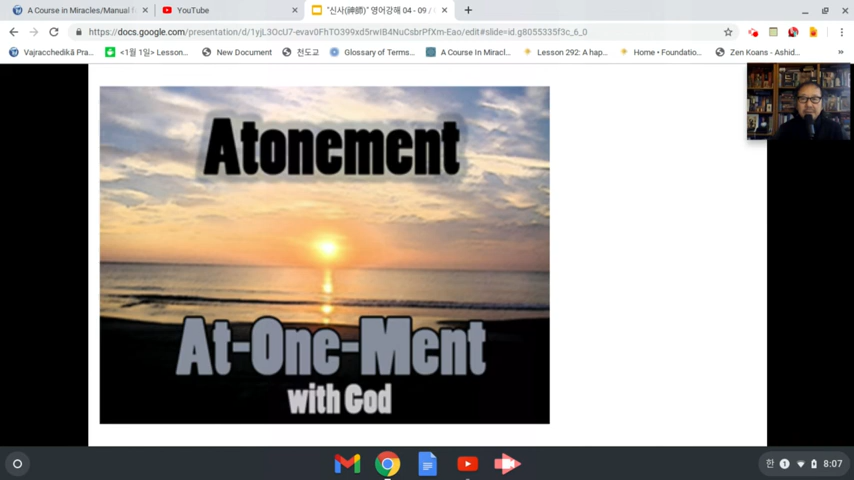 A Course in Miracles/Manual f
YouTube
"신사(神師)" 영어강해 04 - 09 /
https://docs.google.com/presentation/d/1yjL3OcU7-evav0FhTO399xd5rwIB4NuCsbrPfXm-Eao/edit#slide=id.g8055335f3c_6_0
Vajracchedikā Pra...
<1월 1일> Lesson...
New Document
천도교
Glossary of Terms...
A Course In Miracl...
Lesson 292: A hap...
Home • Foundatio...
Zen Koans - Ashid...
»
Atonement
At-One-Ment
with God
한
1
8:07